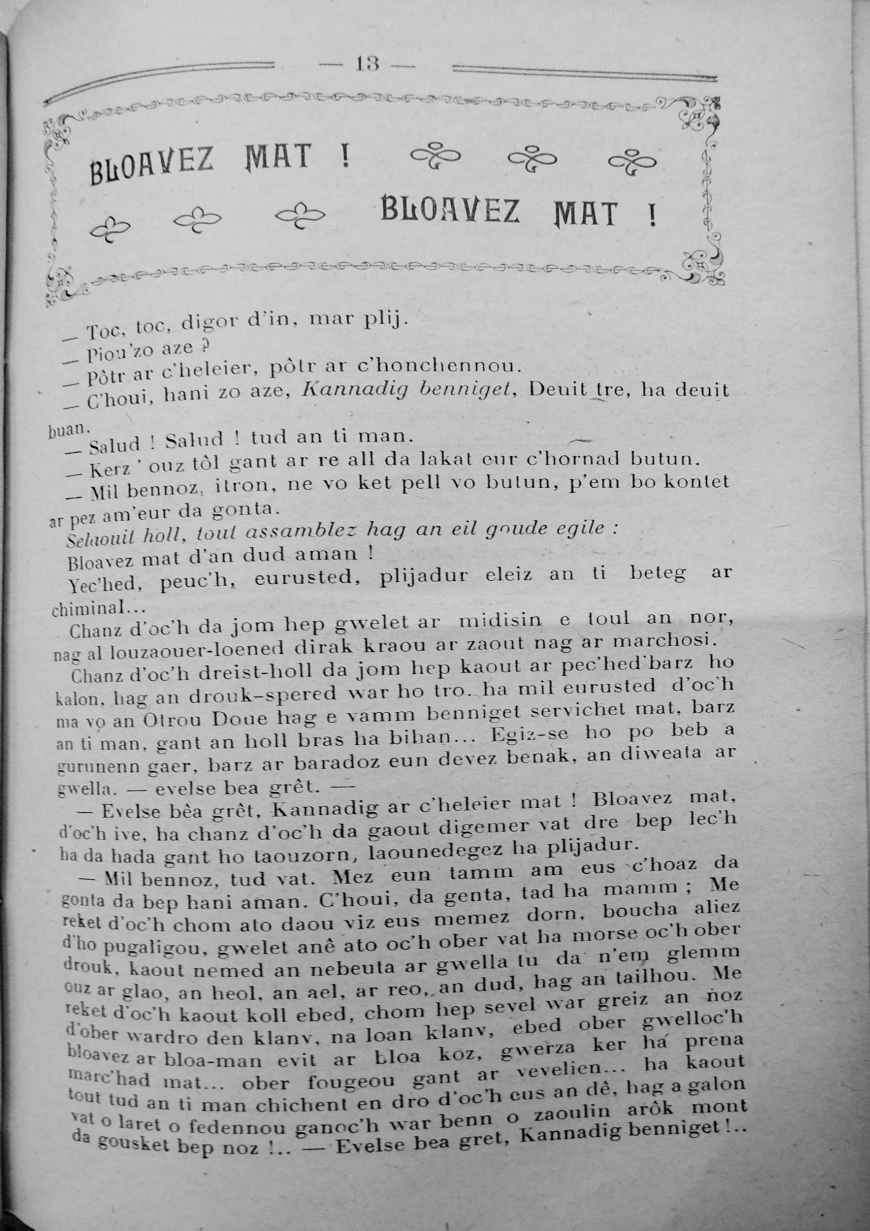 — 13 —
BLOAVEZ MAT !
BLOAVEZ MAT !
— Toc, toc, digor d'in, mar plij.
— Piou'zo aze ?
— Pôtr ar c'heleier, pôtr ar c'honchennou.
— C'houi, hani zo aze, Kannadig benniget, Deuit tre, ha deuit
buan.
— Salud ! Salud ! tud an ti man.
— Kerz ' ouz tôl gant ar re all da lakat eur c'hornad butun.
— Mil bennoz, itron, ne vo ket pell vo butun, p'em bo kontet
ar pez am'eur da gonta.
Selaouit holl, tout assamblez hag an eil goude egile :
Bloavez mat d'an dud aman !
Yec'hed, peuc'h, eurusted, plijadur eleiz an ti beteg ar
chiminal...
Chanz d'oc'h da jom hep gwelet ar midisin e toul an nor,
nag al louzaouer-loened dirak kraou ar zaout nag ar marchosi.
Chanz d'oc'h dreist-holl da jom hep kaout ar pec'hed'barz ho
kalon, hag an drouk-spered war ho tro. ha mil eurusted d'oc'h
ma vo an Otrou Doue hag e vamm benniget servichet mat, barz
an ti man, gant an holl bras ha bihan... Egiz-se ho po beb a
gurunenn gaer, barz ar baradoz eun devez benak, an diweata ar
gwella. — evelse bea grêt. —
— Evelse bêa grêt, Kannadig ar c'heleier mat ! Bloavez mat,
d'oc'h ive, ha chanz d'oc'h da gaout digemer vat dre bep lec'h
ha da hada gant ho taouzorn, laounedegez ha plijadur.
— Mil bennoz, tud vat. Mez eun tamm am eus c'hoaz da
gonta da bep hani aman. C'houi, da genta, tad ha mamm ; Me
reket d'oc'h chom ato daou viz eus memez dorn, boucha aliez
d'ho pugaligou, gwelet anê ato oc'h ober vat ha morse oc'h ober
drouk, kaout nemed an nebeuta ar gwella tu da n'em glemm
ouz ar glao, an heol, an ael, ar reo, an dud, hag an tailhou. Me
reket d'oc'h kaout koll ebed, chom hep sevel war greiz an noz
d'ober wardro den klanv, na loan klanv, ebed ober gwelloc'h
bloavez ar bloa-man evit ar bloa koz, gwerza ker ha prena
marc'had mat... ober fougeou gant ar vevelien... ha kaout
tout tud an ti man chichent en dro d'oc'h eus an dê, hag a galon
vat o laret o fedennou ganoc'h war benn o zaoulin arôk mont
da gousket bep noz !.. — Evelse bea gret, Kannadig benniget !..